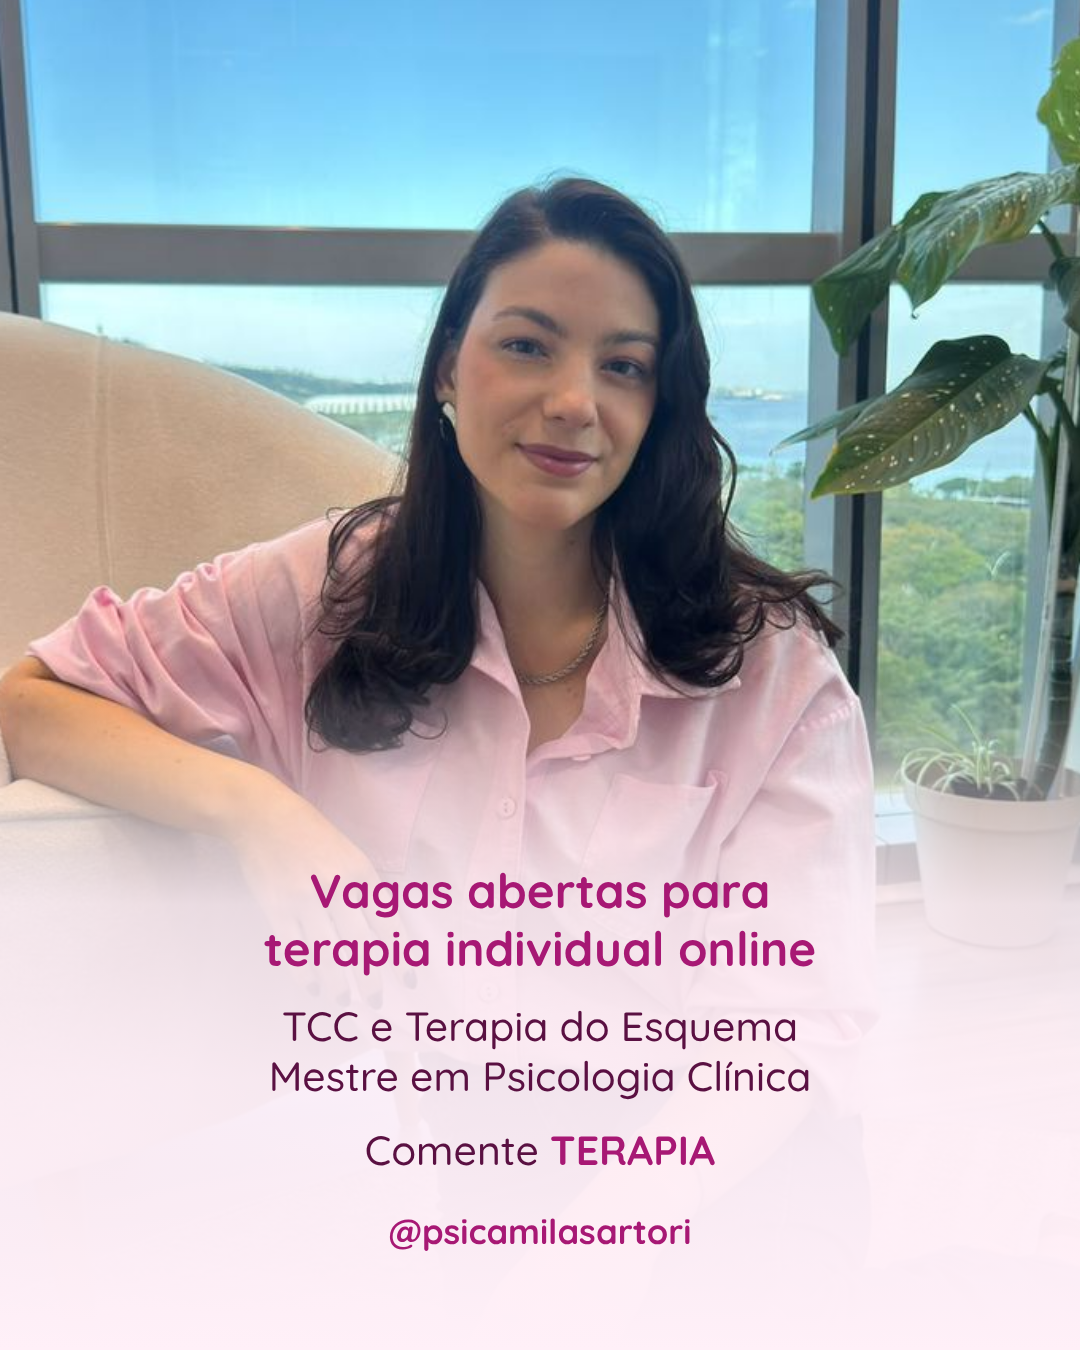 Vagas abertas para
terapia individual online
TCC e Terapia do Esquema
Mestre em Psicologia Clínica
Comente TERAPIA
@psicamilasartori